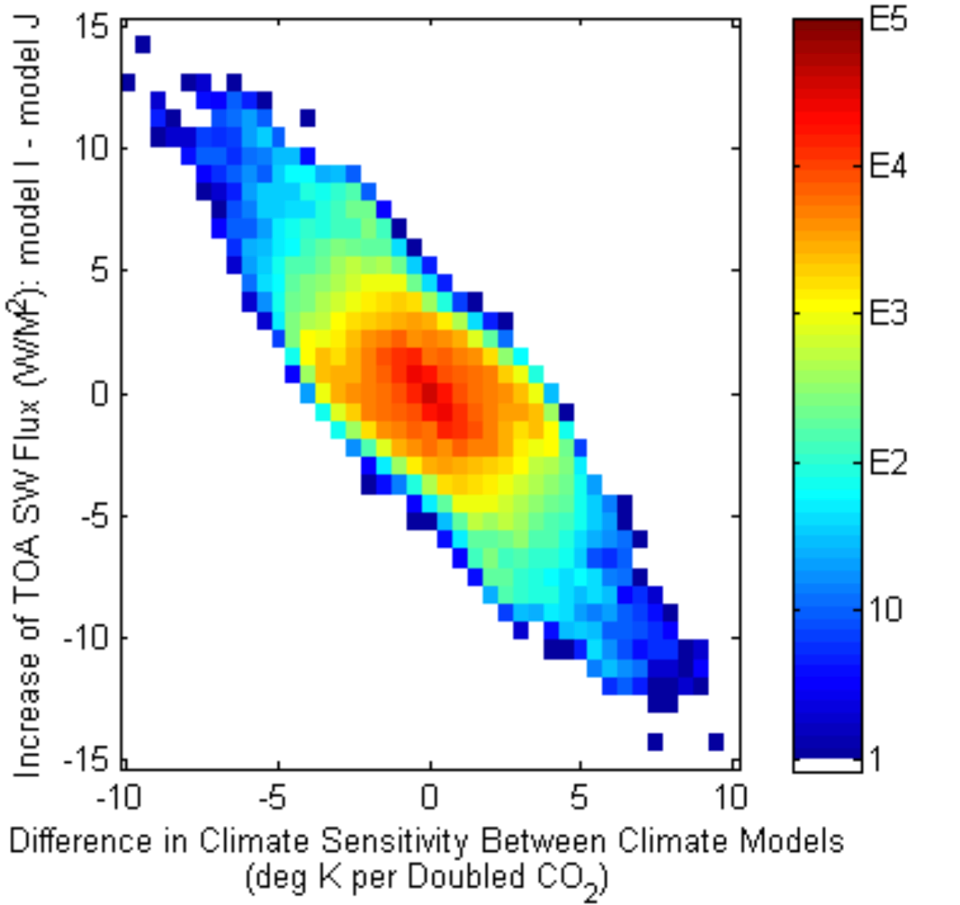 Increase of TOA SW Flux (W/M²): model I - model J
15
10
5
0
-5
-10
-15
-10
-5
0
5
10
E5
E4
E3
E2
10
1
Difference in Climate Sensitivity Between Climate Models
(deg K per Doubled CO₂)